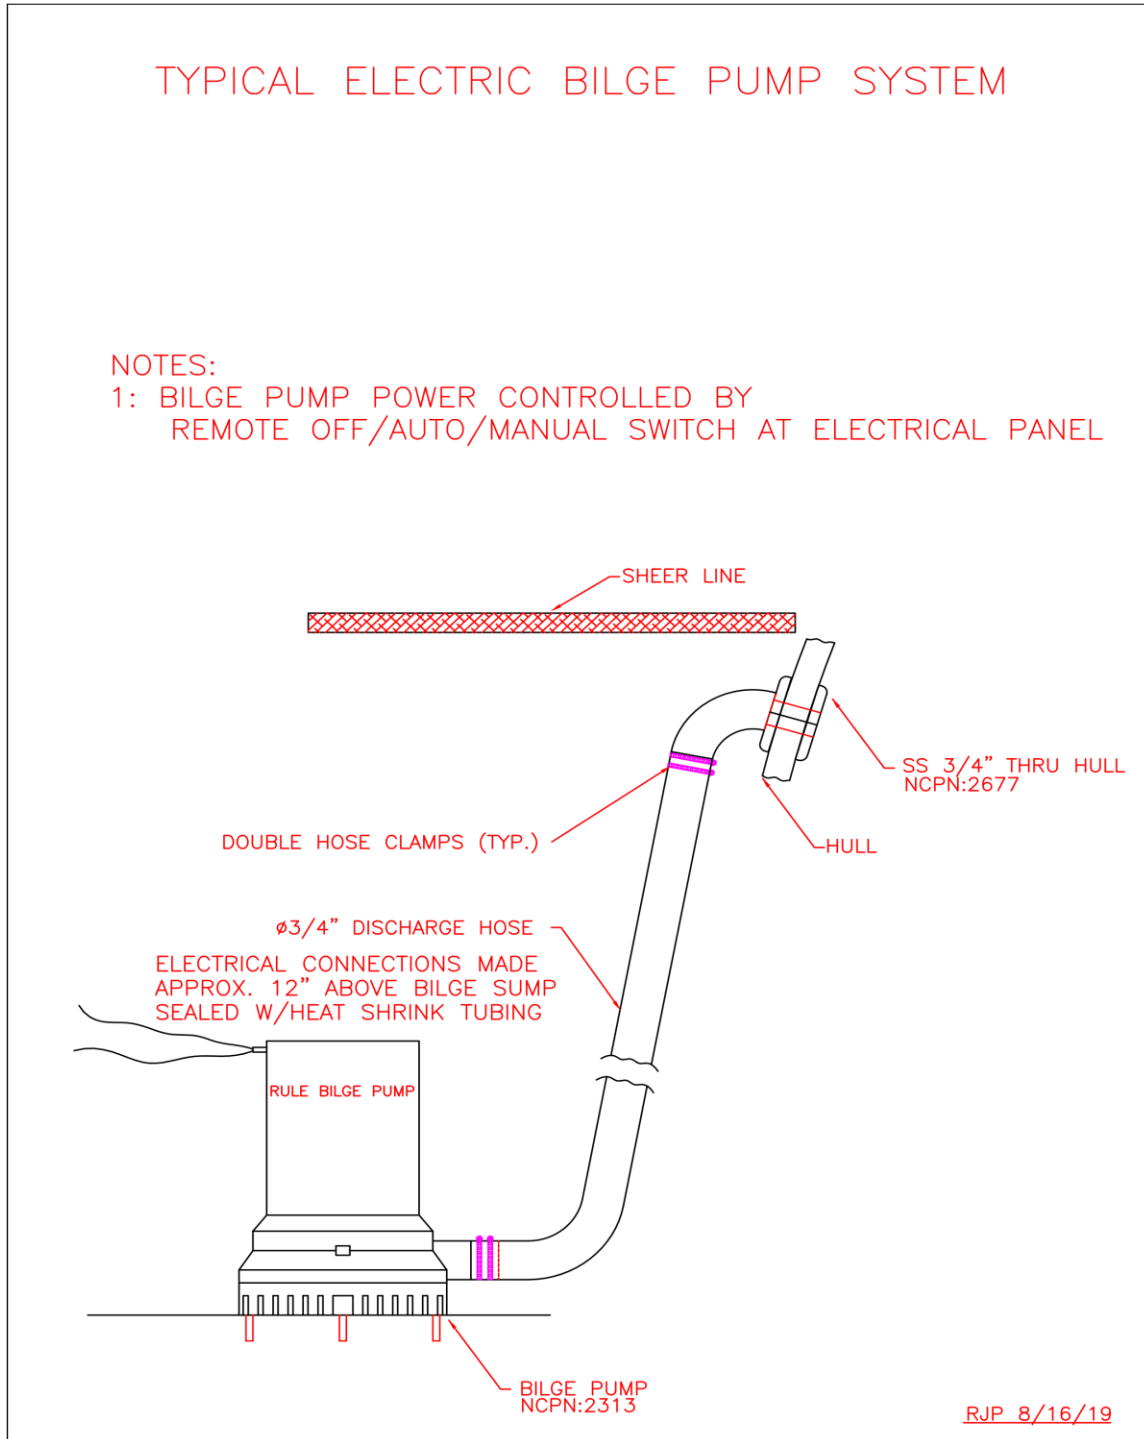 TYPICAL ELECTRIC BILGE PUMP SYSTEM
NOTES:
1: BILGE PUMP POWER CONTROLLED BY
REMOTE OFF/AUTO/MANUAL SWITCH AT ELECTRICAL PANEL
SHEER LINE
SS 3/4" THRU HULL
NCPN:2677
DOUBLE HOSE CLAMPS (TYP.)
HULL
ø3/4" DISCHARGE HOSE
ELECTRICAL CONNECTIONS MADE
APPROX. 12" ABOVE BILGE SUMP
SEALED W/HEAT SHRINK TUBING
RULE BILGE PUMP
BILGE PUMP
NCPN:2313
RJP 8/16/19